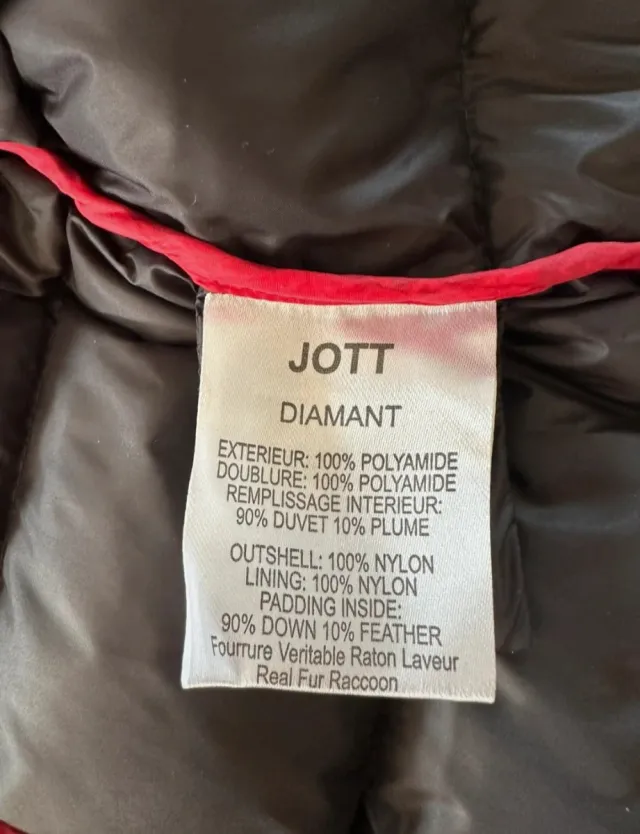 JOTT
DIAMANT
EXTERIEUR: 100% POLYAMIDE
DOUBLURE: 100% POLYAMIDE
REMPLISSAGE INTERIEUR:
90% DUVET 10% PLUME
OUTSHELL: 100% NYLON
LINING: 100% NYLON
PADDING INSIDE:
90% DOWN 10% FEATHER
Fourrure Veritable Raton Laveur
Real Fur Raccoon